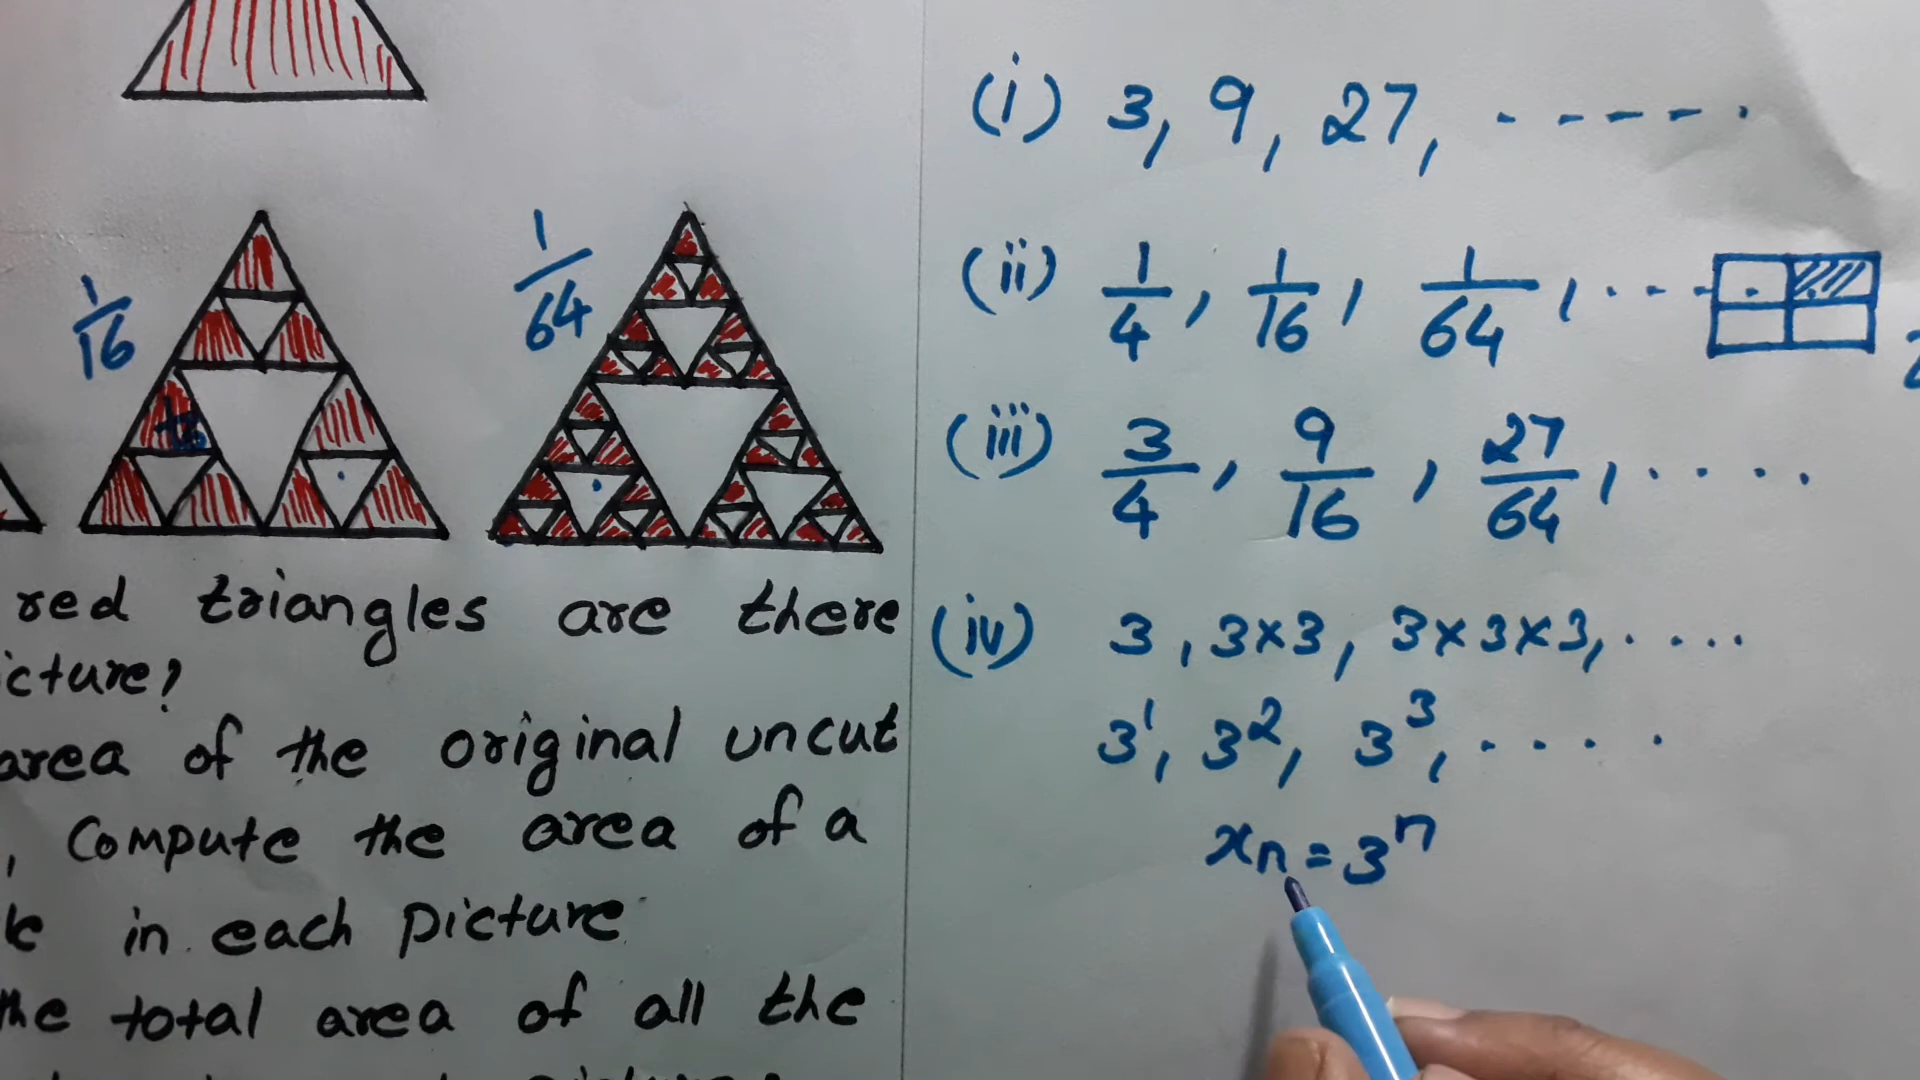 1/16
1/64
red triangles are there
icture?
area of the original uncut
, Compute the area of a
le in each picture
the total area of all the
(i) 3, 9, 27, ------.
(ii) 1/4, 1/16, 1/64, ....
(iii) 3/4, 9/16, 27/64, .....
(iv) 3, 3×3, 3×3×3, ....
3¹, 3², 3³, .....
xn = 3ⁿ